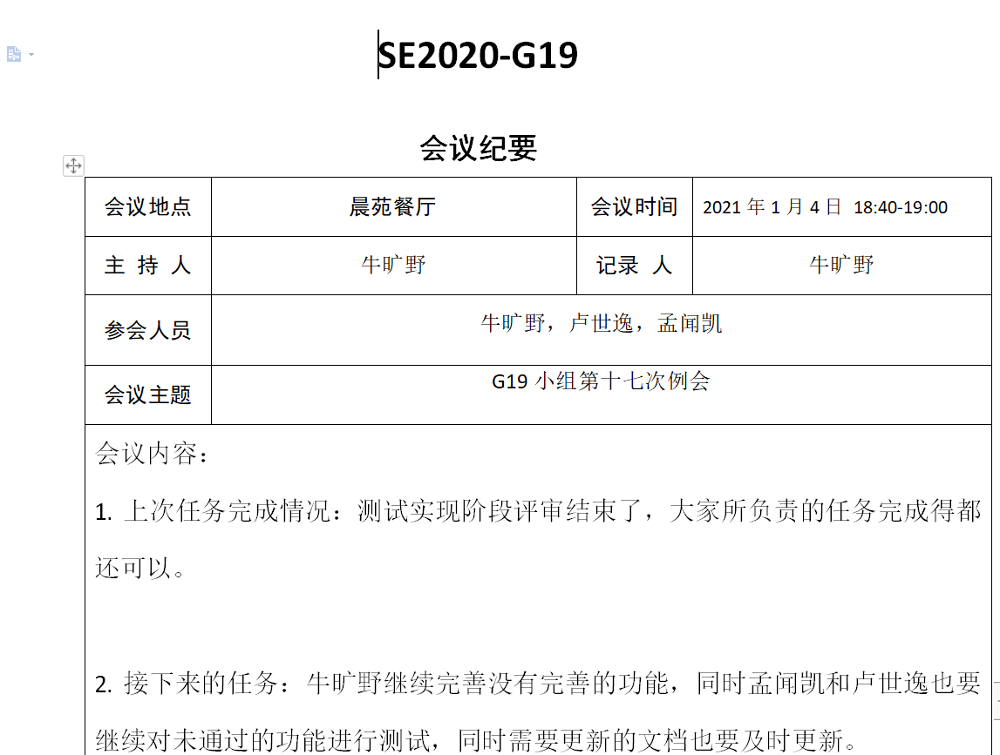 SE2020-G19
会议纪要
会议地点 晨苑餐厅 会议时间 2021 年 1 月 4 日 18:40-19:00
主 持 人 牛旷野 记录 人 牛旷野
参会人员 牛旷野，卢世逸，孟闻凯
会议主题 G19 小组第十七次例会
会议内容：
1. 上次任务完成情况：测试实现阶段评审结束了，大家所负责的任务完成得都
还可以。
2. 接下来的任务：牛旷野继续完善没有完善的功能，同时孟闻凯和卢世逸也要
继续对未通过的功能进行测试，同时需要更新的文档也要及时更新。